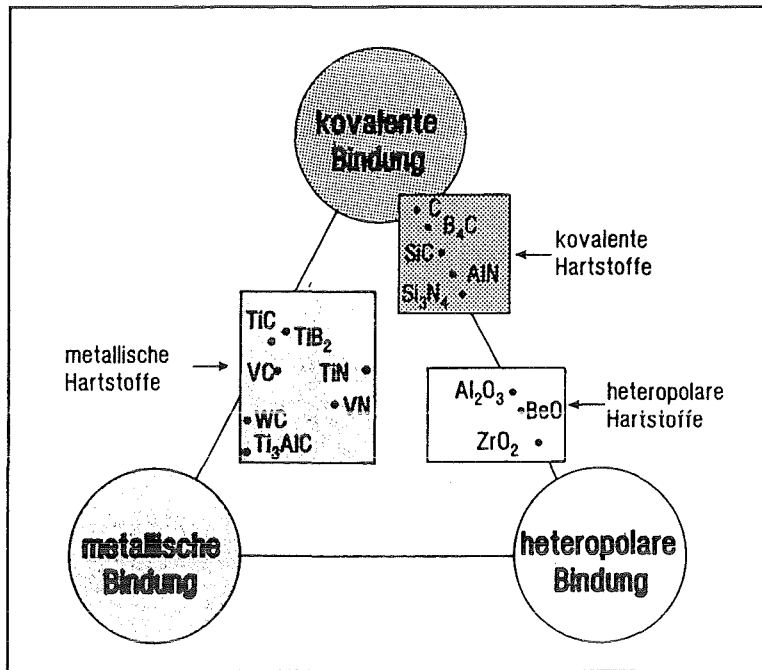 kovalente
Bindung
C
B₄C
SiC
AlN
Si₃N₄
kovalente
Hartstoffe
TiC
TiB₂
VC
TiN
VN
WC
Ti₃AlC
metallische
Hartstoffe
Al₂O₃
BeO
ZrO₂
heteropolare
Hartstoffe
metallische
Bindung
heteropolare
Bindung